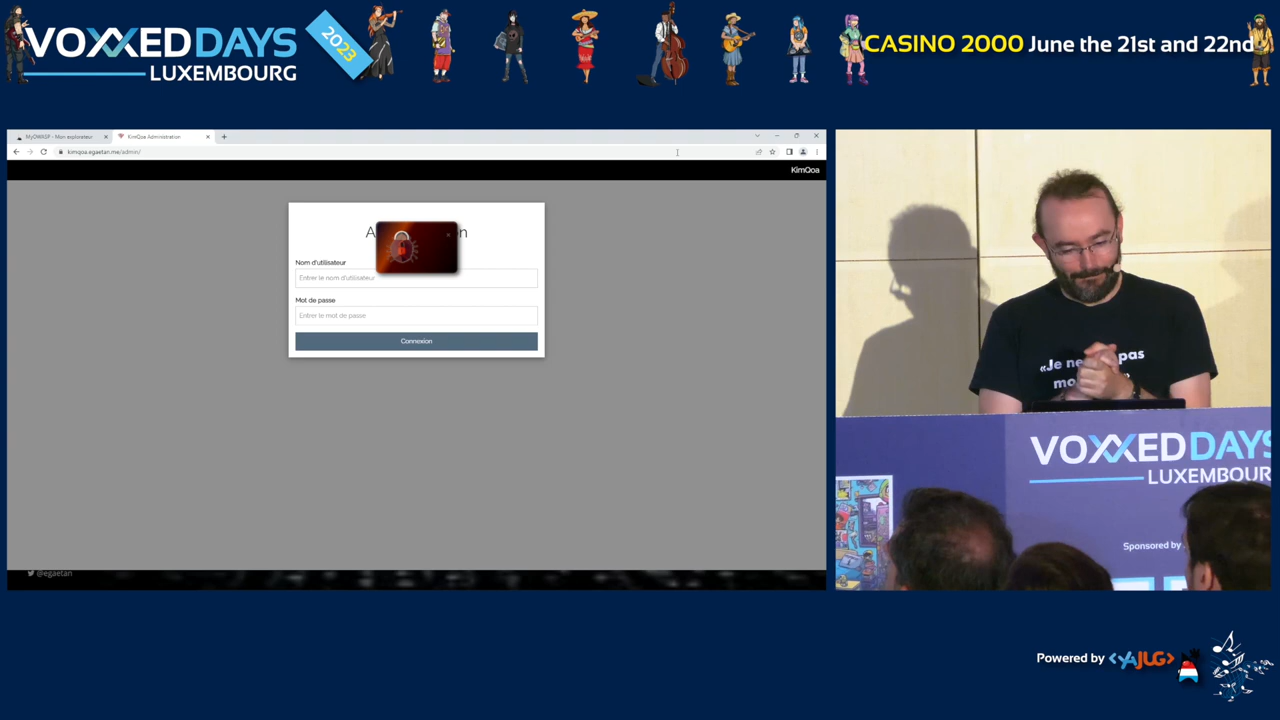 VOXXED DAYS
LUXEMBOURG
2023
CASINO 2000 June the 21st and 22nd
MyOWASP - Mon explorateur
KimQoa Administration
kimqoa.egaetan.me/admin/
KimQoa
Nom d'utilisateur
Entrer le nom d'utilisateur
Mot de passe
Entrer le mot de passe
Connexion
@egaetan
«Je ne pas
VOXXED DAYS
LUXEMBOUR
Sponsored by
Powered by <YAJUG>